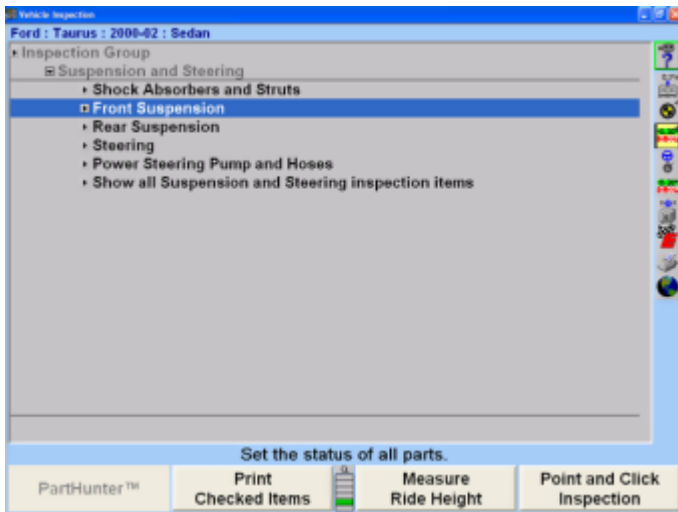 Vehicle Inspection
Ford : Taurus : 2000-02 : Sedan
Inspection Group
Suspension and Steering
Shock Absorbers and Struts
Front Suspension
Rear Suspension
Steering
Power Steering Pump and Hoses
Show all Suspension and Steering inspection items
Set the status of all parts.
PartHunter™
Print
Checked Items
Measure
Ride Height
Point and Click
Inspection